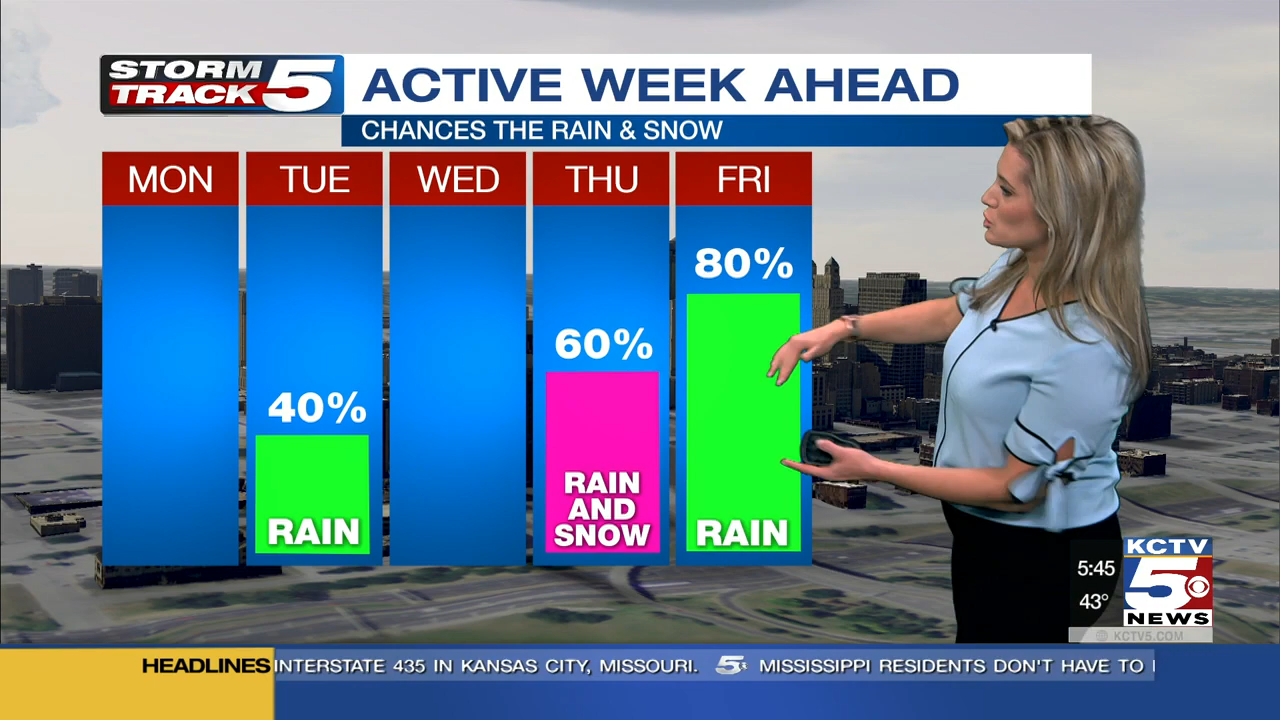 STORM
TRACK 5
ACTIVE WEEK AHEAD
CHANCES THE RAIN & SNOW
MON TUE WED THU FRI
80%
60%
40%
RAIN
AND
SNOW
RAIN
RAIN
5:45
43°
KCTV
5
NEWS
KCTV5.COM
HEADLINES INTERSTATE 435 IN KANSAS CITY, MISSOURI. 5 MISSISSIPPI RESIDENTS DON'T HAVE TO